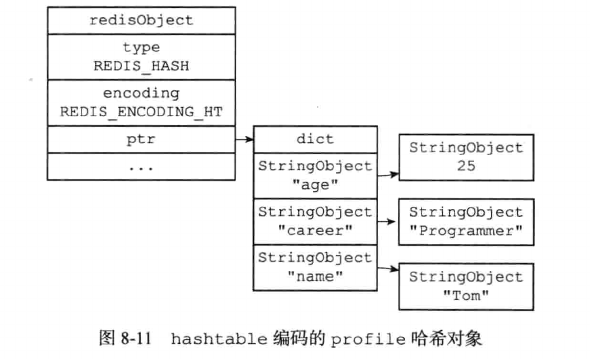 redisObject
type
REDIS_HASH
encoding
REDIS_ENCODING_HT
ptr
...
dict
StringObject
"age"
StringObject
"career"
StringObject
"name"
StringObject
25
StringObject
"Programmer"
StringObject
"Tom"
图 8-11 hashtable 编码的 profile 哈希对象